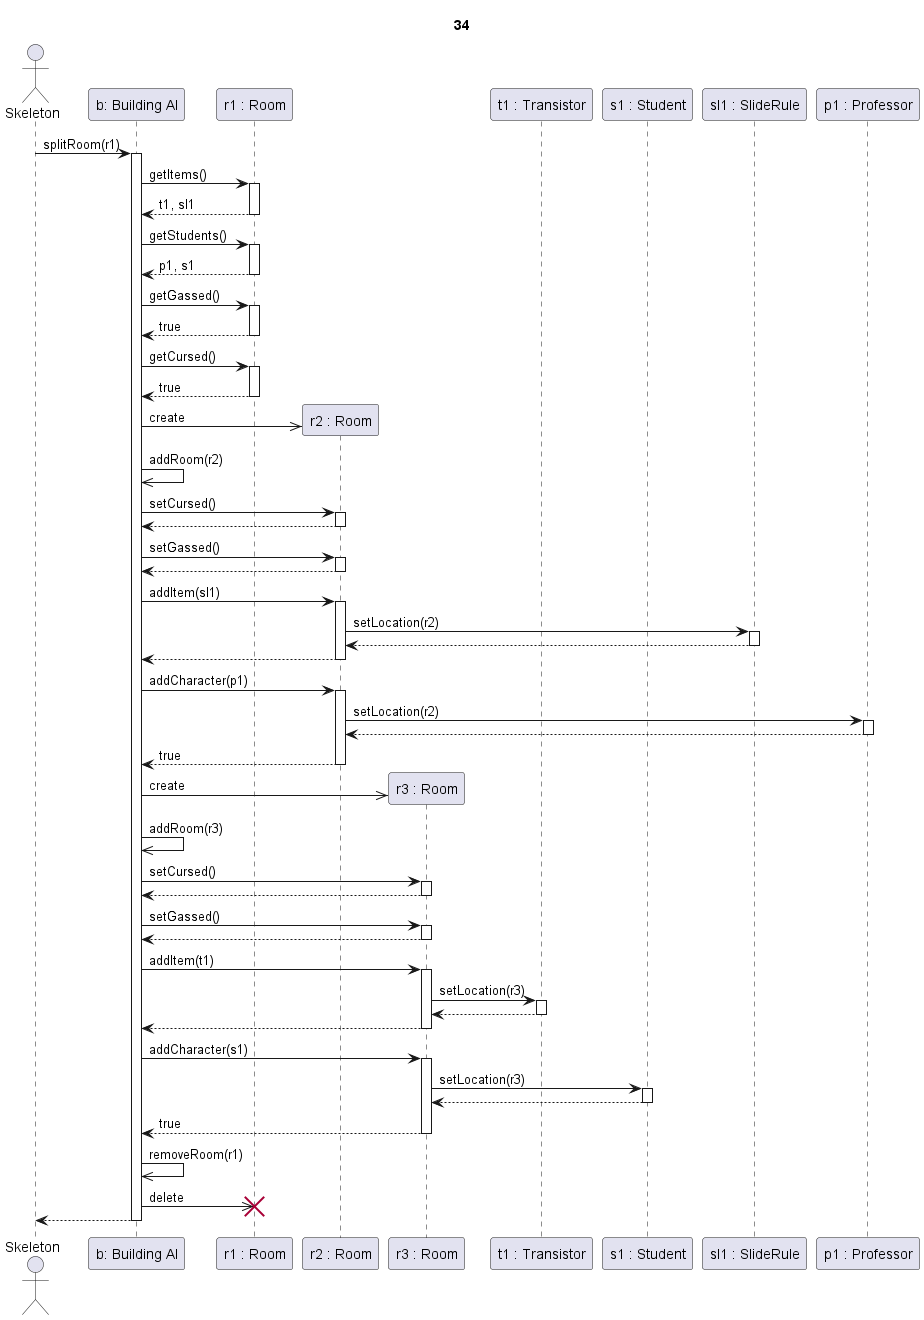 34
Skeleton
b: Building AI
r1 : Room
t1 : Transistor
s1 : Student
sl1 : SlideRule
p1 : Professor
splitRoom(r1)
getItems()
t1, sl1
getStudents()
p1, s1
getGassed()
true
getCursed()
true
create
r2 : Room
addRoom(r2)
setCursed()
setGassed()
addItem(sl1)
setLocation(r2)
addCharacter(p1)
setLocation(r2)
true
create
r3 : Room
addRoom(r3)
setCursed()
setGassed()
addItem(t1)
setLocation(r3)
addCharacter(s1)
setLocation(r3)
true
removeRoom(r1)
delete
Skeleton
b: Building AI
r1 : Room
r2 : Room
r3 : Room
t1 : Transistor
s1 : Student
sl1 : SlideRule
p1 : Professor